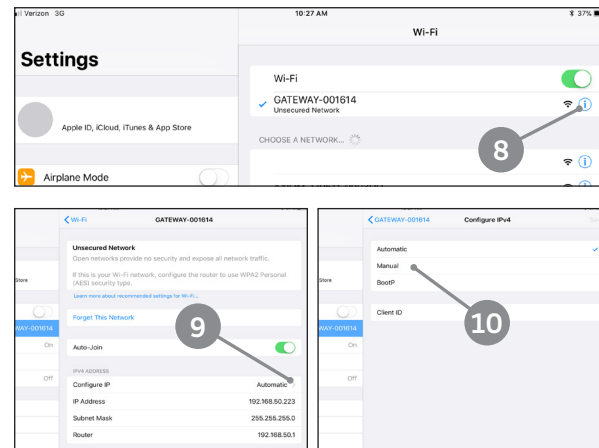 Verizon 3G
10:27 AM
37%
Settings
Wi-Fi
Wi-Fi
GATEWAY-001614
Unsecured Network
CHOOSE A NETWORK...
Apple ID, iCloud, iTunes & App Store
Airplane Mode
8
Wi-Fi
GATEWAY-001614
Unsecured Network
Open networks provide no security and expose all network traffic.
If this is your Wi-Fi network, configure the router to use WPA2 Personal
(AES) security type.
Learn more about recommended settings for Wi-Fi...
Store
Forget This Network
WAY-001614
On
Auto-Join
9
IPV4 ADDRESS
Off
Configure IP Automatic
IP Address 192.168.50.223
Subnet Mask 255.255.255.0
Router 192.168.50.1
GATEWAY-001614
Configure IPv4
Automatic
Manual
Store
BootP
Client ID
WAY-001614
On
Off
10